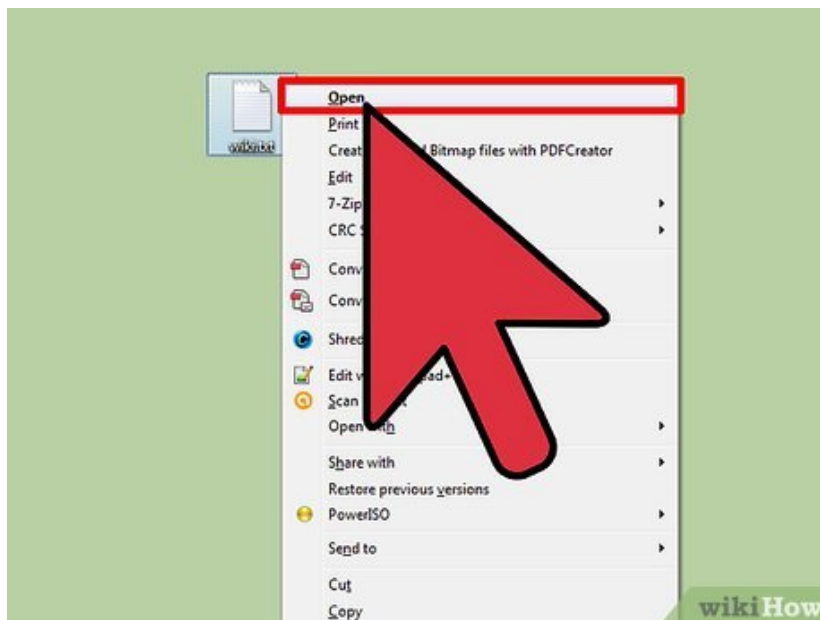 wiki.txt
Open
Print
Creat Bitmap files with PDFCreator
Edit
7-Zip
CRC
Conv
Conv
Shred
Edit
Scan
Open with
Share with
Restore previous versions
PowerISO
Send to
Cut
Copy
wikiHow